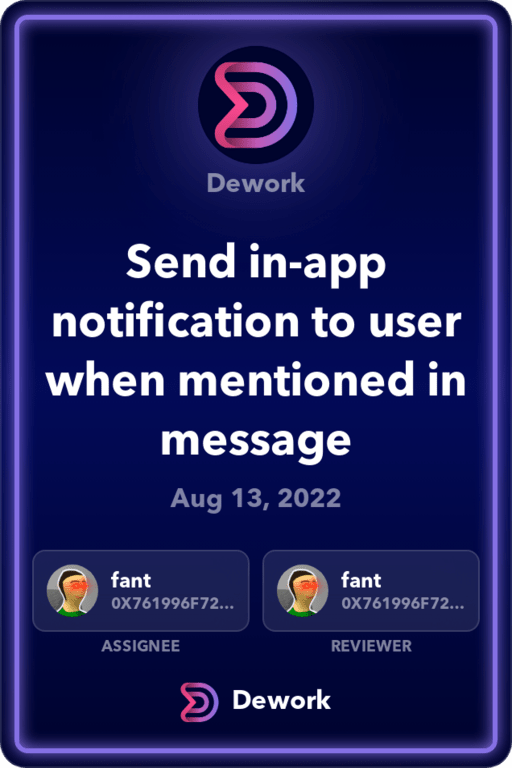 Dework
Send in-app
notification to user
when mentioned in
message
Aug 13, 2022
fant
0X761996F72...
ASSIGNEE
fant
0X761996F72...
REVIEWER
Dework